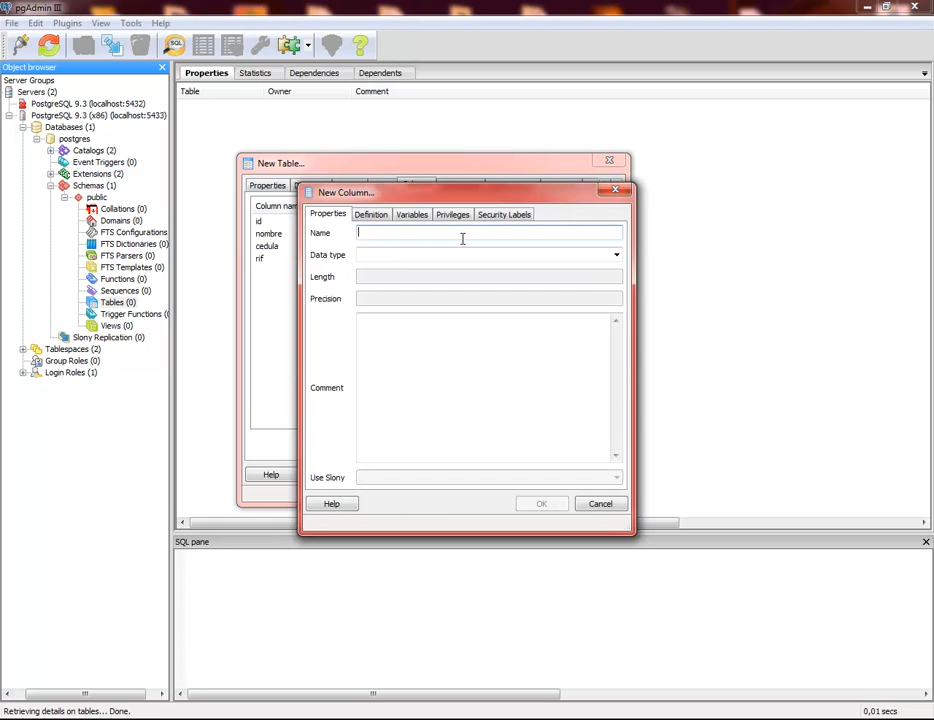 pgAdmin III
File Edit Plugins View Tools Help
SQL
Object browser
Server Groups
Servers (2)
PostgreSQL 9.3 (localhost:5432)
PostgreSQL 9.3 (x86) (localhost:5433)
Databases (1)
postgres
Catalogs (2)
Event Triggers (0)
Extensions (2)
Schemas (1)
public
Collations (0)
Domains (0)
FTS Configurations
FTS Dictionaries (0)
FTS Parsers (0)
FTS Templates (0)
Functions (0)
Sequences (0)
Tables (0)
Trigger Functions (
Views (0)
Slony Replication (0)
Tablespaces (2)
Group Roles (0)
Login Roles (1)
Properties Statistics Dependencies Dependents
Table Owner Comment
New Table...
Properties
Column nam
id
nombre
cedula
rif
Help
New Column...
Properties Definition Variables Privileges Security Labels
Name
Data type
Length
Precision
Comment
Use Slony
Help OK Cancel
SQL pane
Retrieving details on tables... Done. 0,01 secs